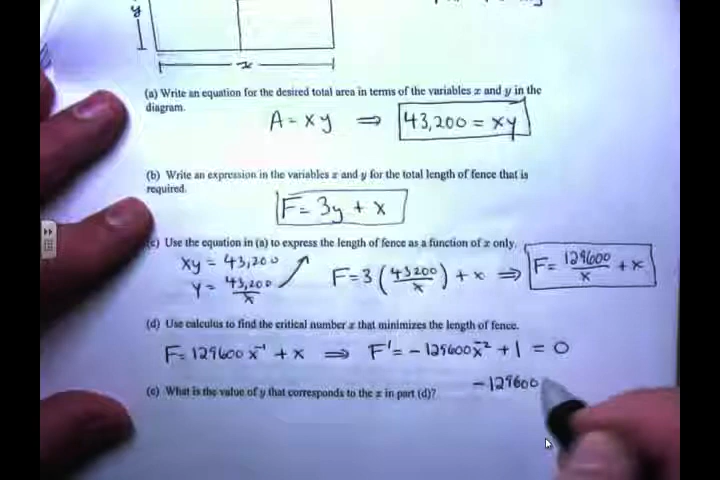 y
x
(a) Write an equation for the desired total area in terms of the variables x and y in the
diagram.
A = xy ⇒ 43,200 = xy
(b) Write an expression in the variables x and y for the total length of fence that is
required.
F = 3y + x
(c) Use the equation in (a) to express the length of fence as a function of x only.
xy = 43,200
y = 43,200/x
F = 3(43200/x) + x ⇒ F = 129600/x + x
(d) Use calculus to find the critical number x that minimizes the length of fence.
F = 129600x⁻¹ + x ⇒ F' = -129600x⁻² + 1 = 0
-129600
(e) What is the value of y that corresponds to the x in part (d)?